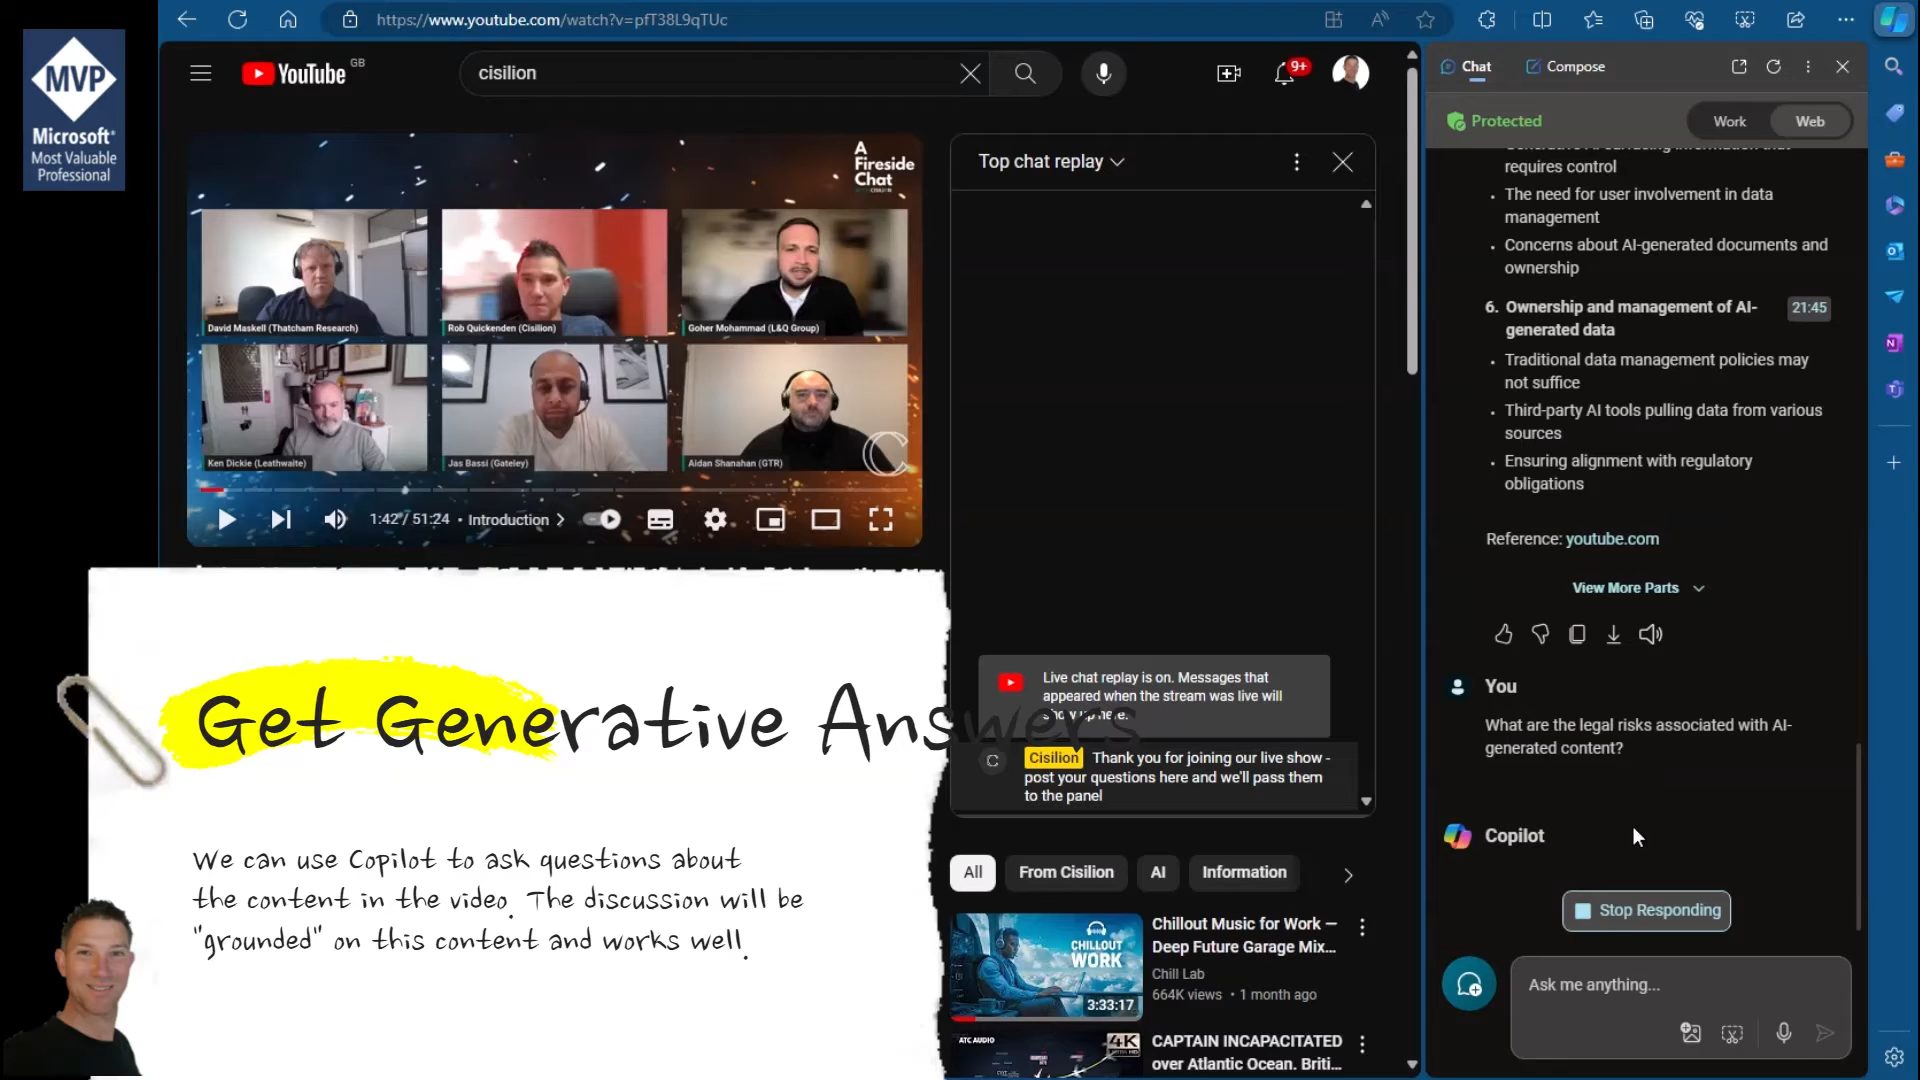 MVP
Microsoft®
Most Valuable
Professional
https://www.youtube.com/watch?v=pfT38L9qTUc
YouTube GB
cisilion
9+
A
Fireside
Chat
David Maskell (Thatcham Research)
Rob Quickenden (Cisilion)
Goher Mohammad (L&Q Group)
Ken Dickie (Leathwaite)
Jas Bassi (Gateley)
Aidan Shanahan (GTR)
1:42 / 51:24 • Introduction
Top chat replay
Live chat replay is on. Messages that
appeared when the stream was live will
show up here.
Cisilion Thank you for joining our live show -
post your questions here and we'll pass them
to the panel
C
All
From Cisilion
AI
Information
CHILLOUT
WORK
3:33:17
Chillout Music for Work —
Deep Future Garage Mix...
Chill Lab
664K views • 1 month ago
ATC AUDIO
4K
CAPTAIN INCAPACITATED
over Atlantic Ocean. Briti...
Get Generative Answers
We can use Copilot to ask questions about
the content in the video. The discussion will be
"grounded" on this content and works well.
Chat
Compose
Protected
Work
Web
requires control
• The need for user involvement in data
management
• Concerns about AI-generated documents and
ownership
6. Ownership and management of AI-
generated data
21:45
• Traditional data management policies may
not suffice
• Third-party AI tools pulling data from various
sources
• Ensuring alignment with regulatory
obligations
Reference: youtube.com
View More Parts
You
What are the legal risks associated with AI-
generated content?
Copilot
Stop Responding
Ask me anything...